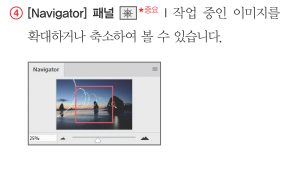 ④ [Navigator] 패널 *중요 | 작업 중인 이미지를
확대하거나 축소하여 볼 수 있습니다.
Navigator
25%